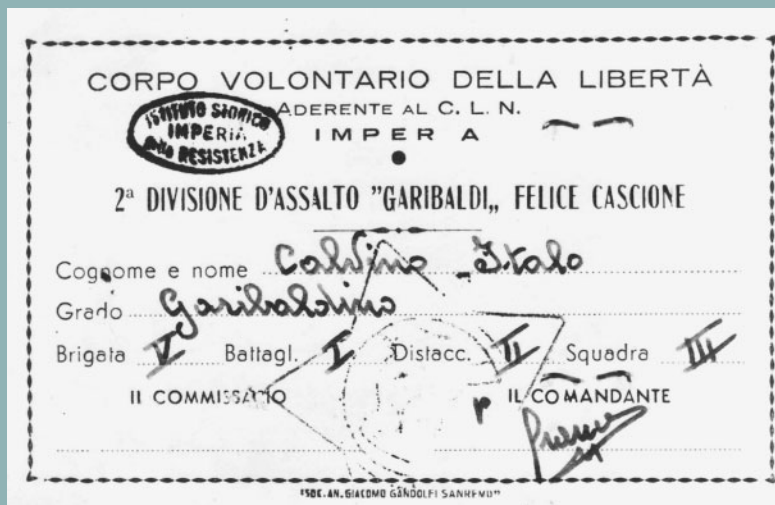 CORPO VOLONTARIO DELLA LIBERTÀ
ADERENTE AL C. L. N.
IMPER A
ISTITUTO STORICO
IMPERIA
della RESISTENZA
2ª DIVISIONE D'ASSALTO "GARIBALDI„ FELICE CASCIONE
Cognome e nome Calvino Italo
Grado Garibaldino
Brigata V Battagl. I Distacc. II Squadra III
Il COMMISSARIO IL COMANDANTE
"SOC. AN. GIACOMO GANDOLFI SANREMO"